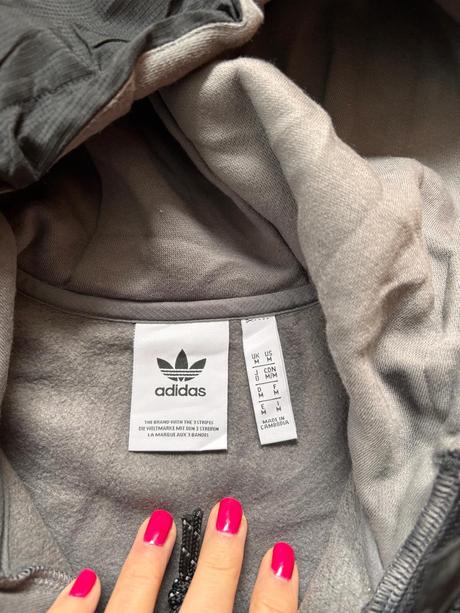 adidas
THE BRAND WITH THE 3 STRIPES
DIE WELTMARKE MIT DEN 3 STREIFEN
LA MARQUE AUX 3 BANDES
UK US
M M
J CDN
O M/M
D F
M M
E I
M M
MADE IN
CAMBODIA